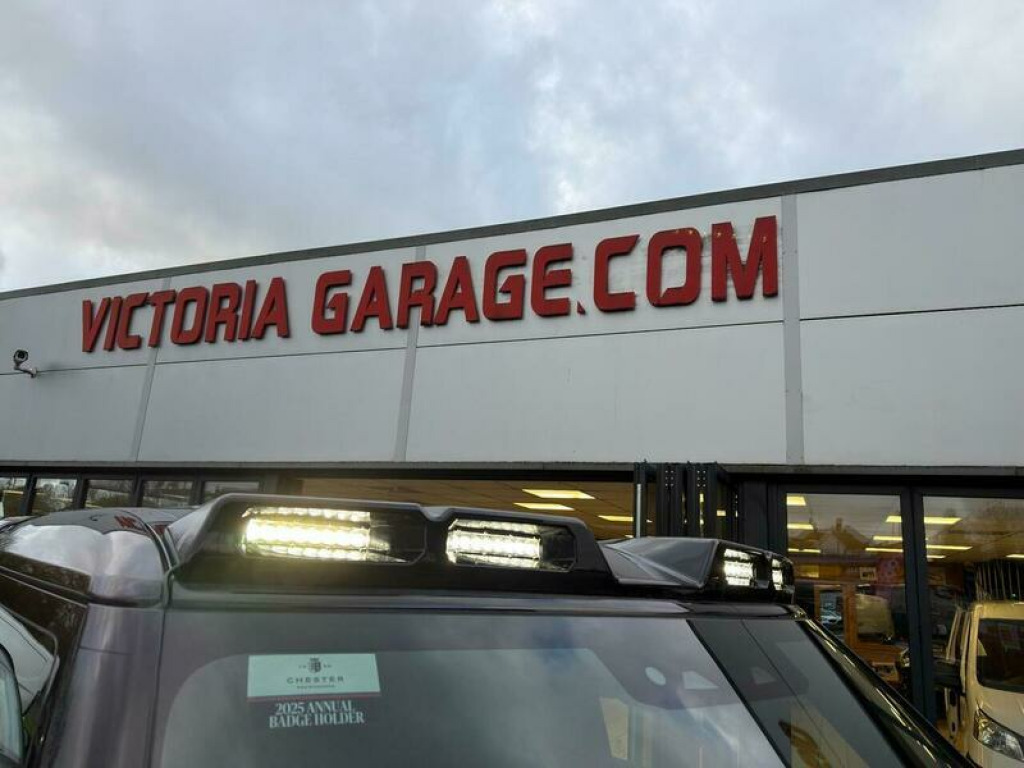 VICTORIA GARAGE.COM
CHESTER
2025 ANNUAL
BADGE HOLDER